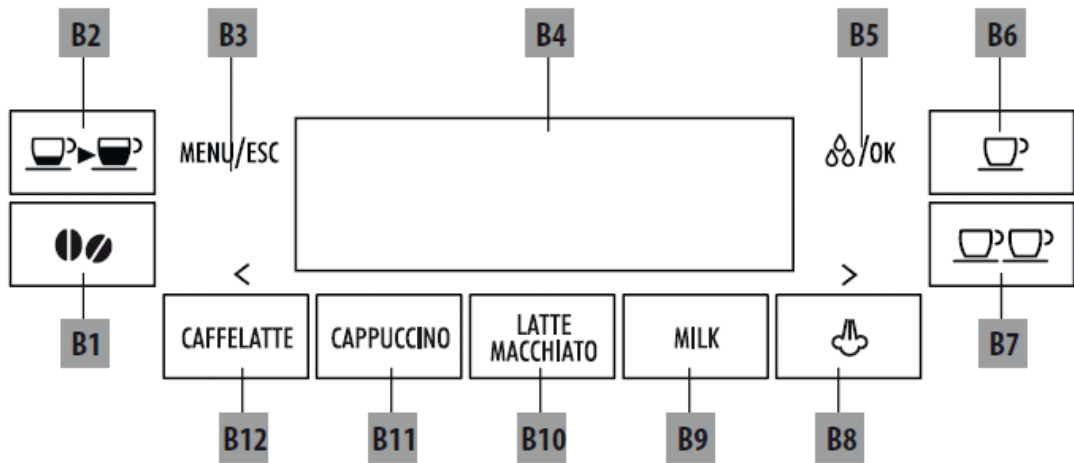 B2 B3 B4 B5 B6
MENU/ESC /OK
< >
B1 CAFFELATTE CAPPUCCINO LATTE MACCHIATO MILK B7
B12 B11 B10 B9 B8